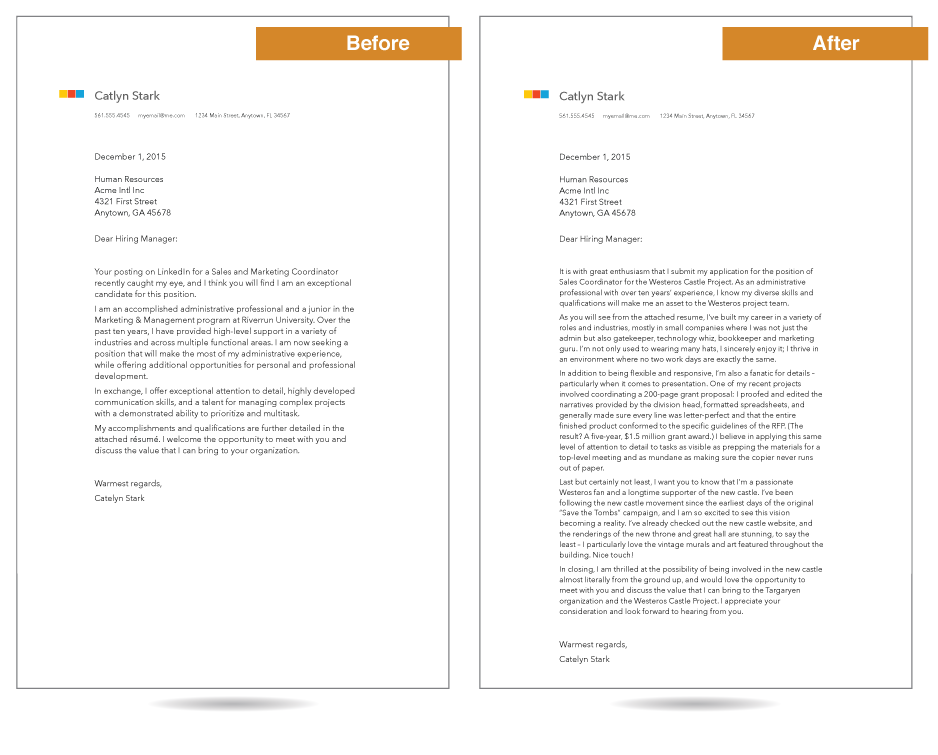 Before
Catlyn Stark
561.555.4545 myemail@me.com 1234 Main Street, Anytown, FL 34567
December 1, 2015
Human Resources
Acme Intl Inc
4321 First Street
Anytown, GA 45678
Dear Hiring Manager:
Your posting on LinkedIn for a Sales and Marketing Coordinator
recently caught my eye, and I think you will find I am an exceptional
candidate for this position.
I am an accomplished administrative professional and a junior in the
Marketing & Management program at Riverrun University. Over the
past ten years, I have provided high-level support in a variety of
industries and across multiple functional areas. I am now seeking a
position that will make the most of my administrative experience,
while offering additional opportunities for personal and professional
development.
In exchange, I offer exceptional attention to detail, highly developed
communication skills, and a talent for managing complex projects
with a demonstrated ability to prioritize and multitask.
My accomplishments and qualifications are further detailed in the
attached résumé. I welcome the opportunity to meet with you and
discuss the value that I can bring to your organization.
Warmest regards,
Catelyn Stark
After
Catlyn Stark
561.555.4545 myemail@me.com 1234 Main Street, Anytown, FL 34567
December 1, 2015
Human Resources
Acme Intl Inc
4321 First Street
Anytown, GA 45678
Dear Hiring Manager:
It is with great enthusiasm that I submit my application for the position of
Sales Coordinator for the Westeros Castle Project. As an administrative
professional with over ten years' experience, I know my diverse skills and
qualifications will make me an asset to the Westeros project team.
As you will see from the attached resume, I've built my career in a variety of
roles and industries, mostly in small companies where I was not just the
admin but also gatekeeper, technology whiz, bookkeeper and marketing
guru. I'm not only used to wearing many hats, I sincerely enjoy it; I thrive in
an environment where no two work days are exactly the same.
In addition to being flexible and responsive, I'm also a fanatic for details –
particularly when it comes to presentation. One of my recent projects
involved coordinating a 200-page grant proposal: I proofed and edited the
narratives provided by the division head, formatted spreadsheets, and
generally made sure every line was letter-perfect and that the entire
finished product conformed to the specific guidelines of the RFP. (The
result? A five-year, $1.5 million grant award.) I believe in applying this same
level of attention to detail to tasks as visible as prepping the materials for a
top-level meeting and as mundane as making sure the copier never runs
out of paper.
Last but certainly not least, I want you to know that I'm a passionate
Westeros fan and a longtime supporter of the new castle. I've been
following the new castle movement since the earliest days of the original
"Save the Tombs" campaign, and I am so excited to see this vision
becoming a reality. I've already checked out the new castle website, and
the renderings of the new throne and great hall are stunning, to say the
least – I particularly love the vintage murals and art featured throughout the
building. Nice touch!
In closing, I am thrilled at the possibility of being involved in the new castle
almost literally from the ground up, and would love the opportunity to
meet with you and discuss the value that I can bring to the Targaryen
organization and the Westeros Castle Project. I appreciate your
consideration and look forward to hearing from you.
Warmest regards,
Catelyn Stark